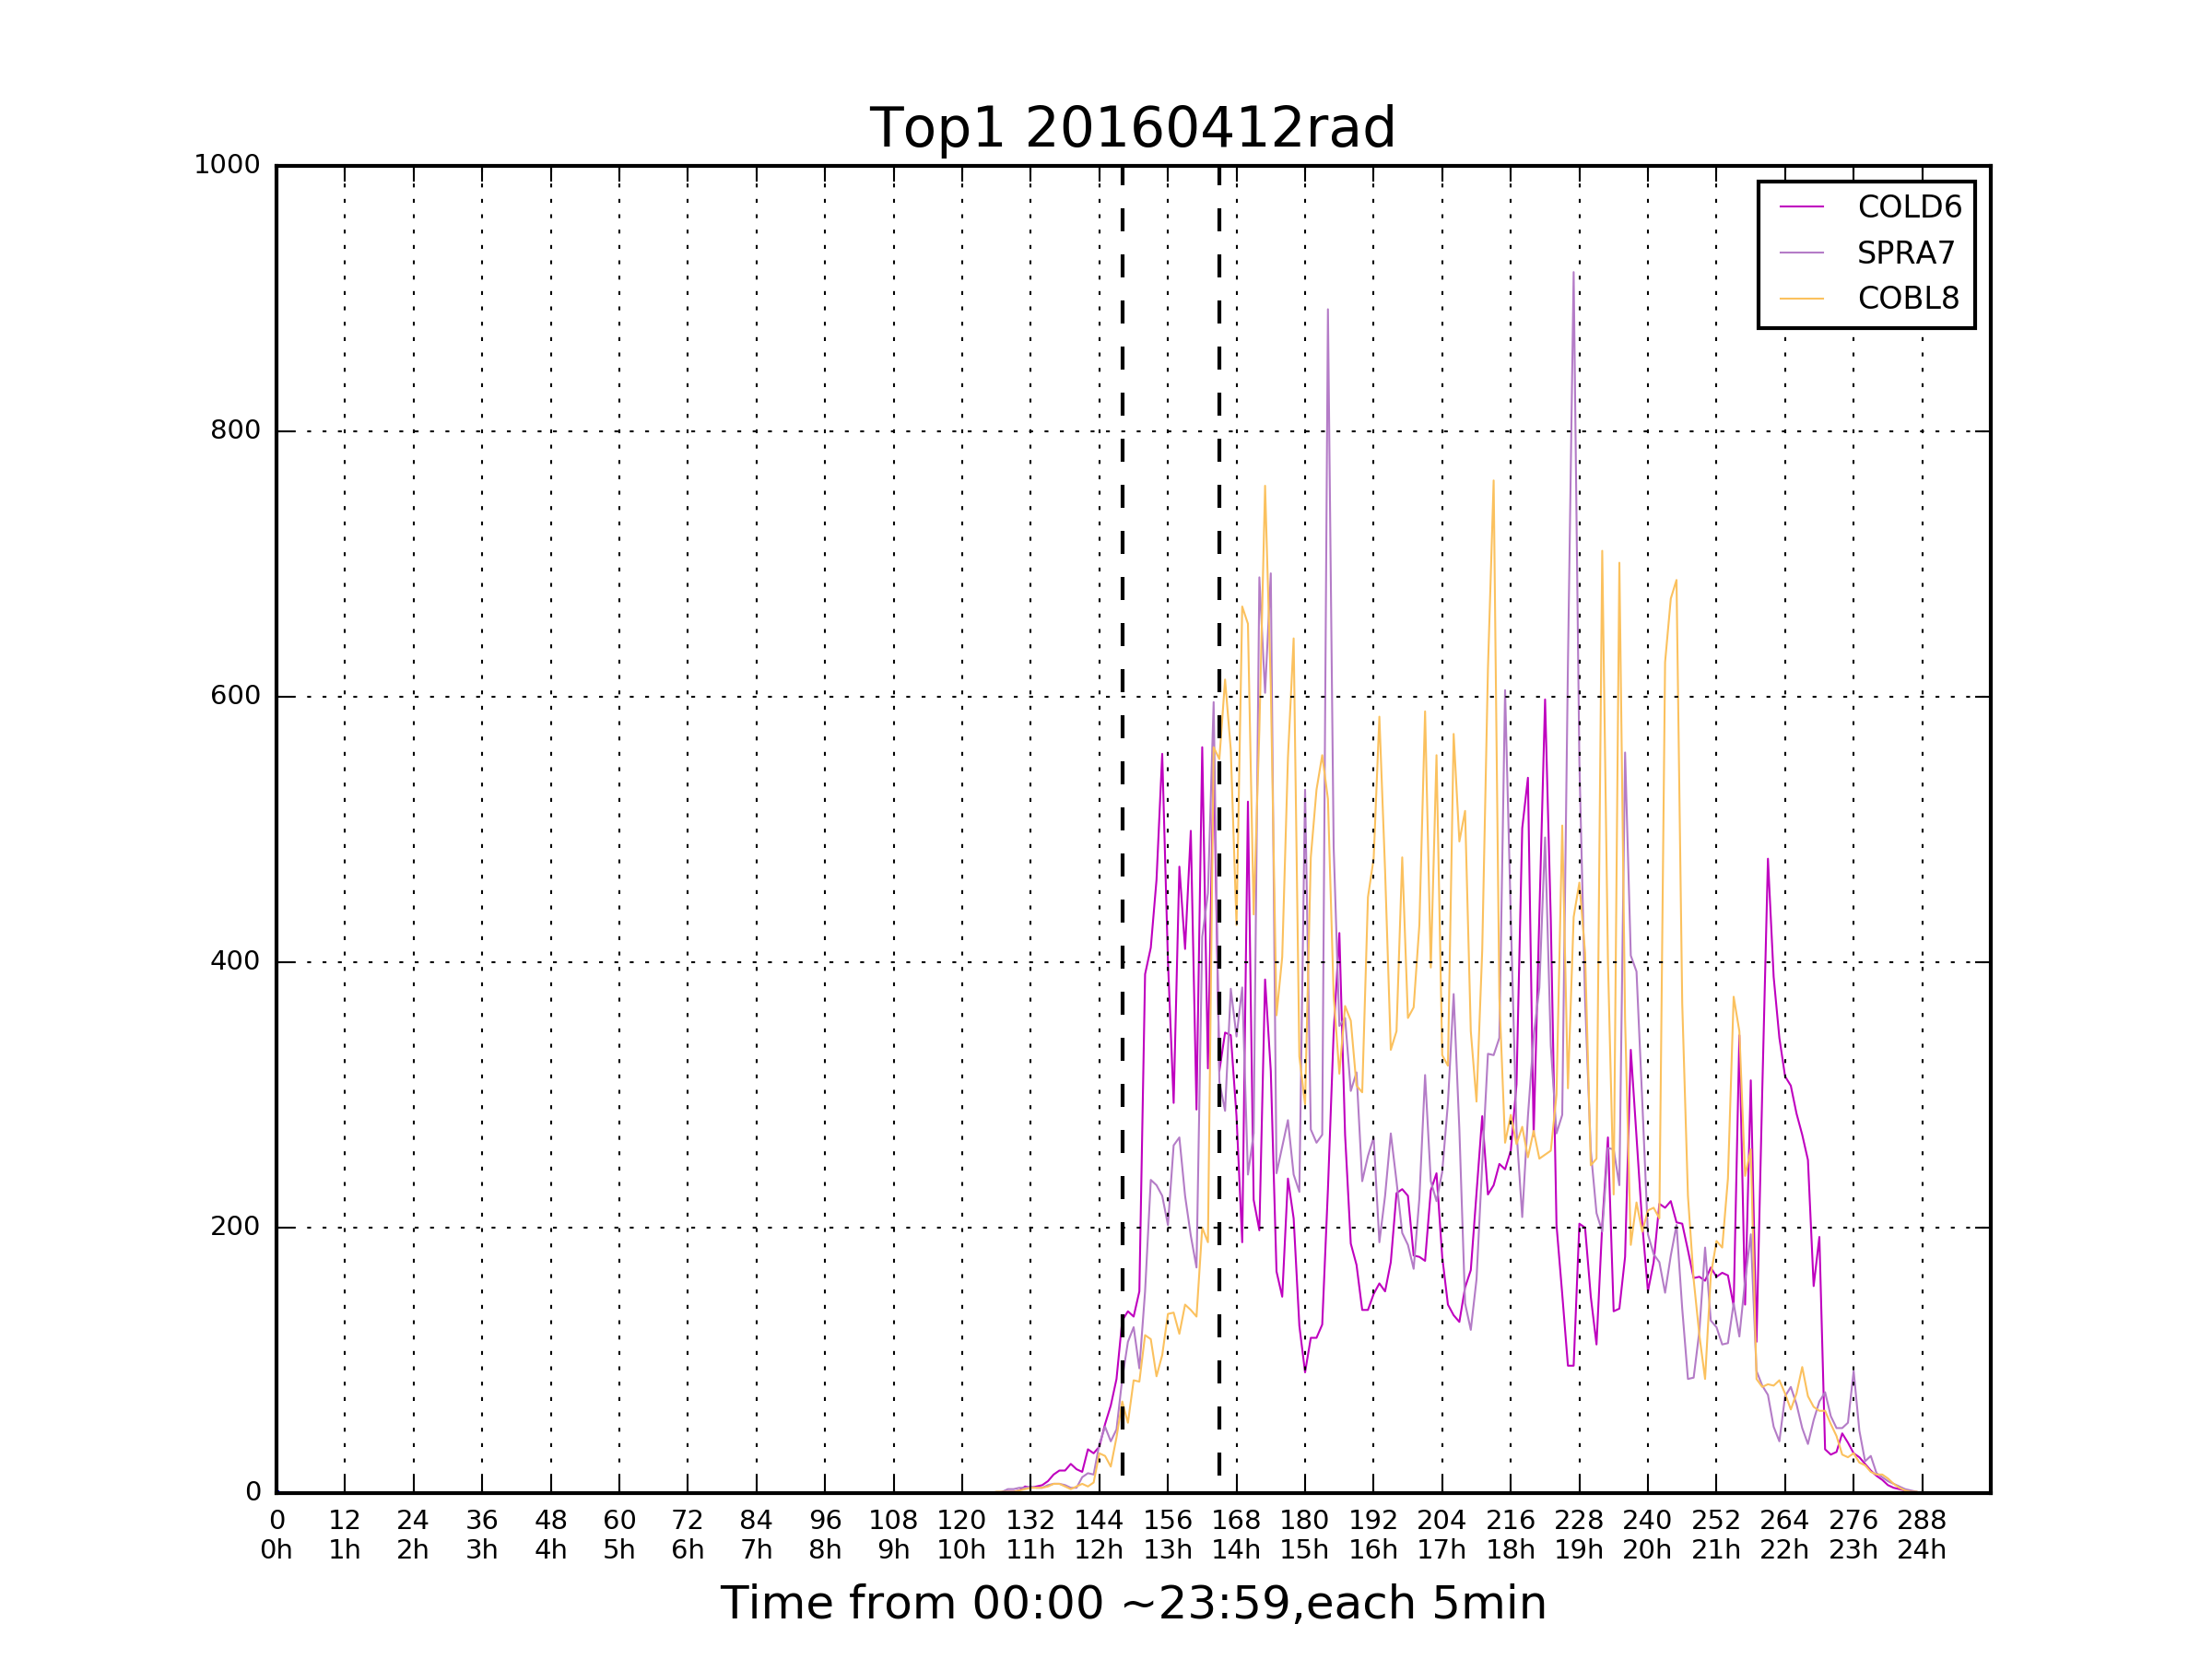 Top1 20160412rad
1000
800
600
400
200
0
COLD6
SPRA7
COBL8
0 12 24 36 48 60 72 84 96 108 120 132 144 156 168 180 192 204 216 228 240 252 264 276 288
0h 1h 2h 3h 4h 5h 6h 7h 8h 9h 10h 11h 12h 13h 14h 15h 16h 17h 18h 19h 20h 21h 22h 23h 24h
Time from 00:00 ~23:59,each 5min